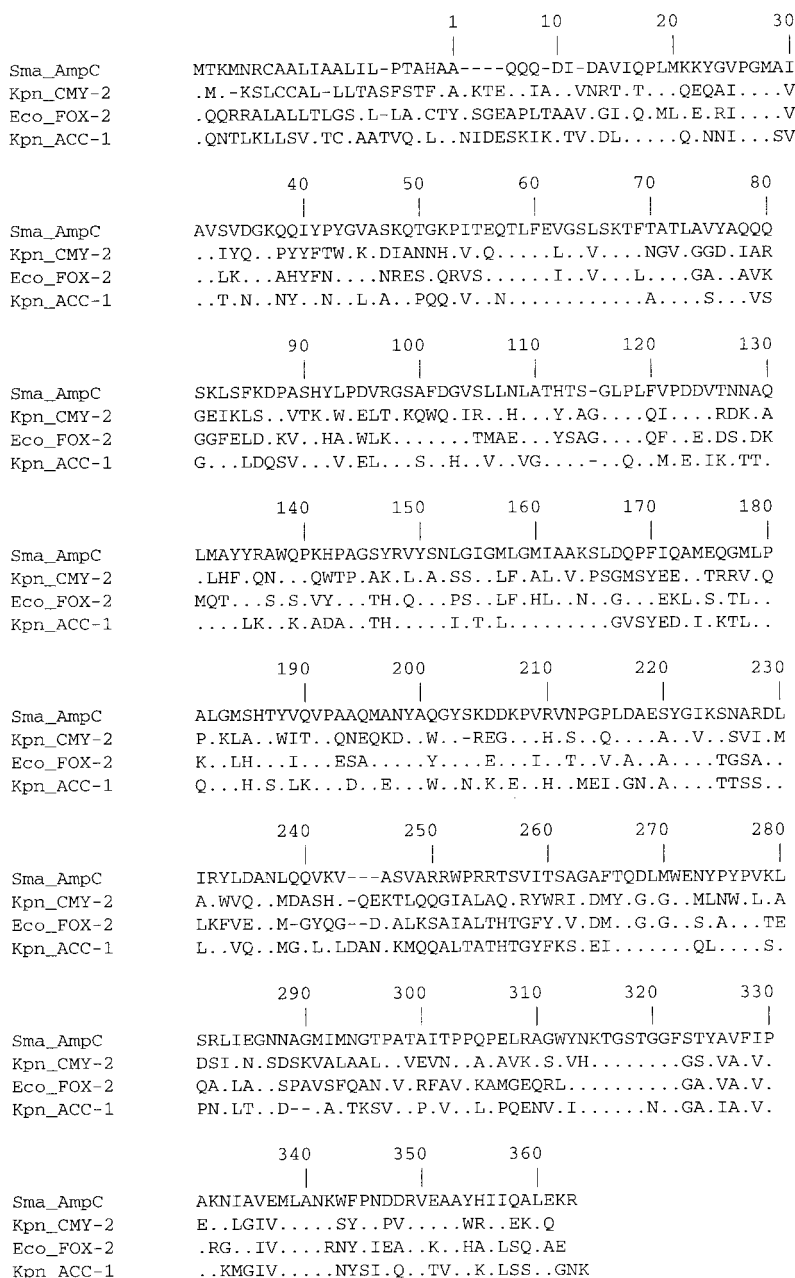 1 10 20 30
Sma_AmpC MTKMNRCAALIAALIL-PTAHAA----QQQ-DI-DAVIQPLMKKYGVPGMAI
Kpn_CMY-2 .M.-KSLCCAL-LLTASFSTF.A.KTE..IA..VNRT.T...QEQAI....V
Eco_FOX-2 .QQRRALALLTLGS.L-LA.CTY.SGEAPLTAAV.GI.Q.ML.E.RI....V
Kpn_ACC-1 .QNTLKLLSV.TC.AATVQ.L..NIDESKIK.TV.DL.....Q.NNI...SV
40 50 60 70 80
Sma_AmpC AVSVDGKQQIYPYGVASKQTGKPITEQTLFEVGSLSKTFTATLAVYAQQQ
Kpn_CMY-2 ..IYQ..PYYFTW.K.DIANNH.V.Q....L..V....NGV.GGD.IAR
Eco_FOX-2 ..LK...AHYFN....NRES.QRVS.....I..V...L...GA..AVK
Kpn_ACC-1 ..T.N..NY..N..L.A..PQQ.V..N............A...S...VS
90 100 110 120 130
Sma_AmpC SKLSFKDPASHYLPDVRGSAFDGVSLLNLATHTS-GLPLFVPDDVTNNAQ
Kpn_CMY-2 GEIKLS..VTK.W.ELT.KQWQ.IR..H...Y.AG....QI....RDK.A
Eco_FOX-2 GGFELD.KV..HA.WLK.......TMAE...YSAG....QF..E.DS.DK
Kpn_ACC-1 G...LDQSV...V.EL...S..H..V..VG.....-..Q..M.E.IK.TT.
140 150 160 170 180
Sma_AmpC LMAYYRAWQPKHPAGSYRVYSNLGIGMLGMIAAKSLDQPFIQAMEQGMLP
Kpn_CMY-2 .LHF.QN...QWTP.AK.L.A.SS..LF.AL.V.PSGMSYEE..TRRV.Q
Eco_FOX-2 MQT...S.S.VY...TH.Q...PS...LF.HL..N..G...EKL.S.TL..
Kpn_ACC-1 ....LK..K.ADA..TH.....I.T.L........GVSYED.I.KTL..
190 200 210 220 230
Sma_AmpC ALGMSHTYVQVPAAQMANYAQGYSKDDKPVRVNPGPLDAESYGIKSNARDL
Kpn_CMY-2 P.KLA..WIT..QNEQKD..W..-REG...H.S..Q....A..V..SVI.M
Eco_FOX-2 K..LH...I...ESA.....Y....E...I..T..V.A..A....TGSA..
Kpn_ACC-1 Q...H.S.LK...D..E...W..N.K.E..H..MEI.GN.A....TTSS..
240 250 260 270 280
Sma_AmpC IRYLDANLQQVKV---ASVARRWPRRTSVITSAGAFTQDLMWENYPYPVKL
Kpn_CMY-2 A.WVQ..MDASH.-QEKTLQQGIALAQ.RYWRI.DMY.G.G..MLNW.L.A
Eco_FOX-2 LKFVE..M-GYQG--D.ALKSAIALTHTGFY.V.DM..G.G..S.A...TE
Kpn_ACC-1 L..VQ..MG.L.LDAN.KMQQALTATHTGYFKS.EI.......QL....S.
290 300 310 320 330
Sma_AmpC SRLIEGNNAGMIMNGTPATAITPPQPELRAGWYNKTGSTGGFSTYAVFIP
Kpn_CMY-2 DSI.N.SDSKVALAAL..VEVN..A.AVK.S.VH........GS.VA.V.
Eco_FOX-2 QA.LA..SPAVSFQAN.V.RFAV.KAMGEQRL..........GA.VA.V.
Kpn_ACC-1 PN.LT..D--.A.TKSV..P.V..L.PQENV.I......N..GA.IA.V.
340 350 360
Sma_AmpC AKNIAVEMLANKWFPNDDRVEAAYHIIQALEKR
Kpn_CMY-2 E..LGIV.....SY..PV.....WR..EK.Q
Eco_FOX-2 .RG..IV.....RNY.IEA..K..HA.LSQ.AE
Kpn_ACC-1 ..KMGIV.....NYSI.Q..TV..K.LSS..GNK